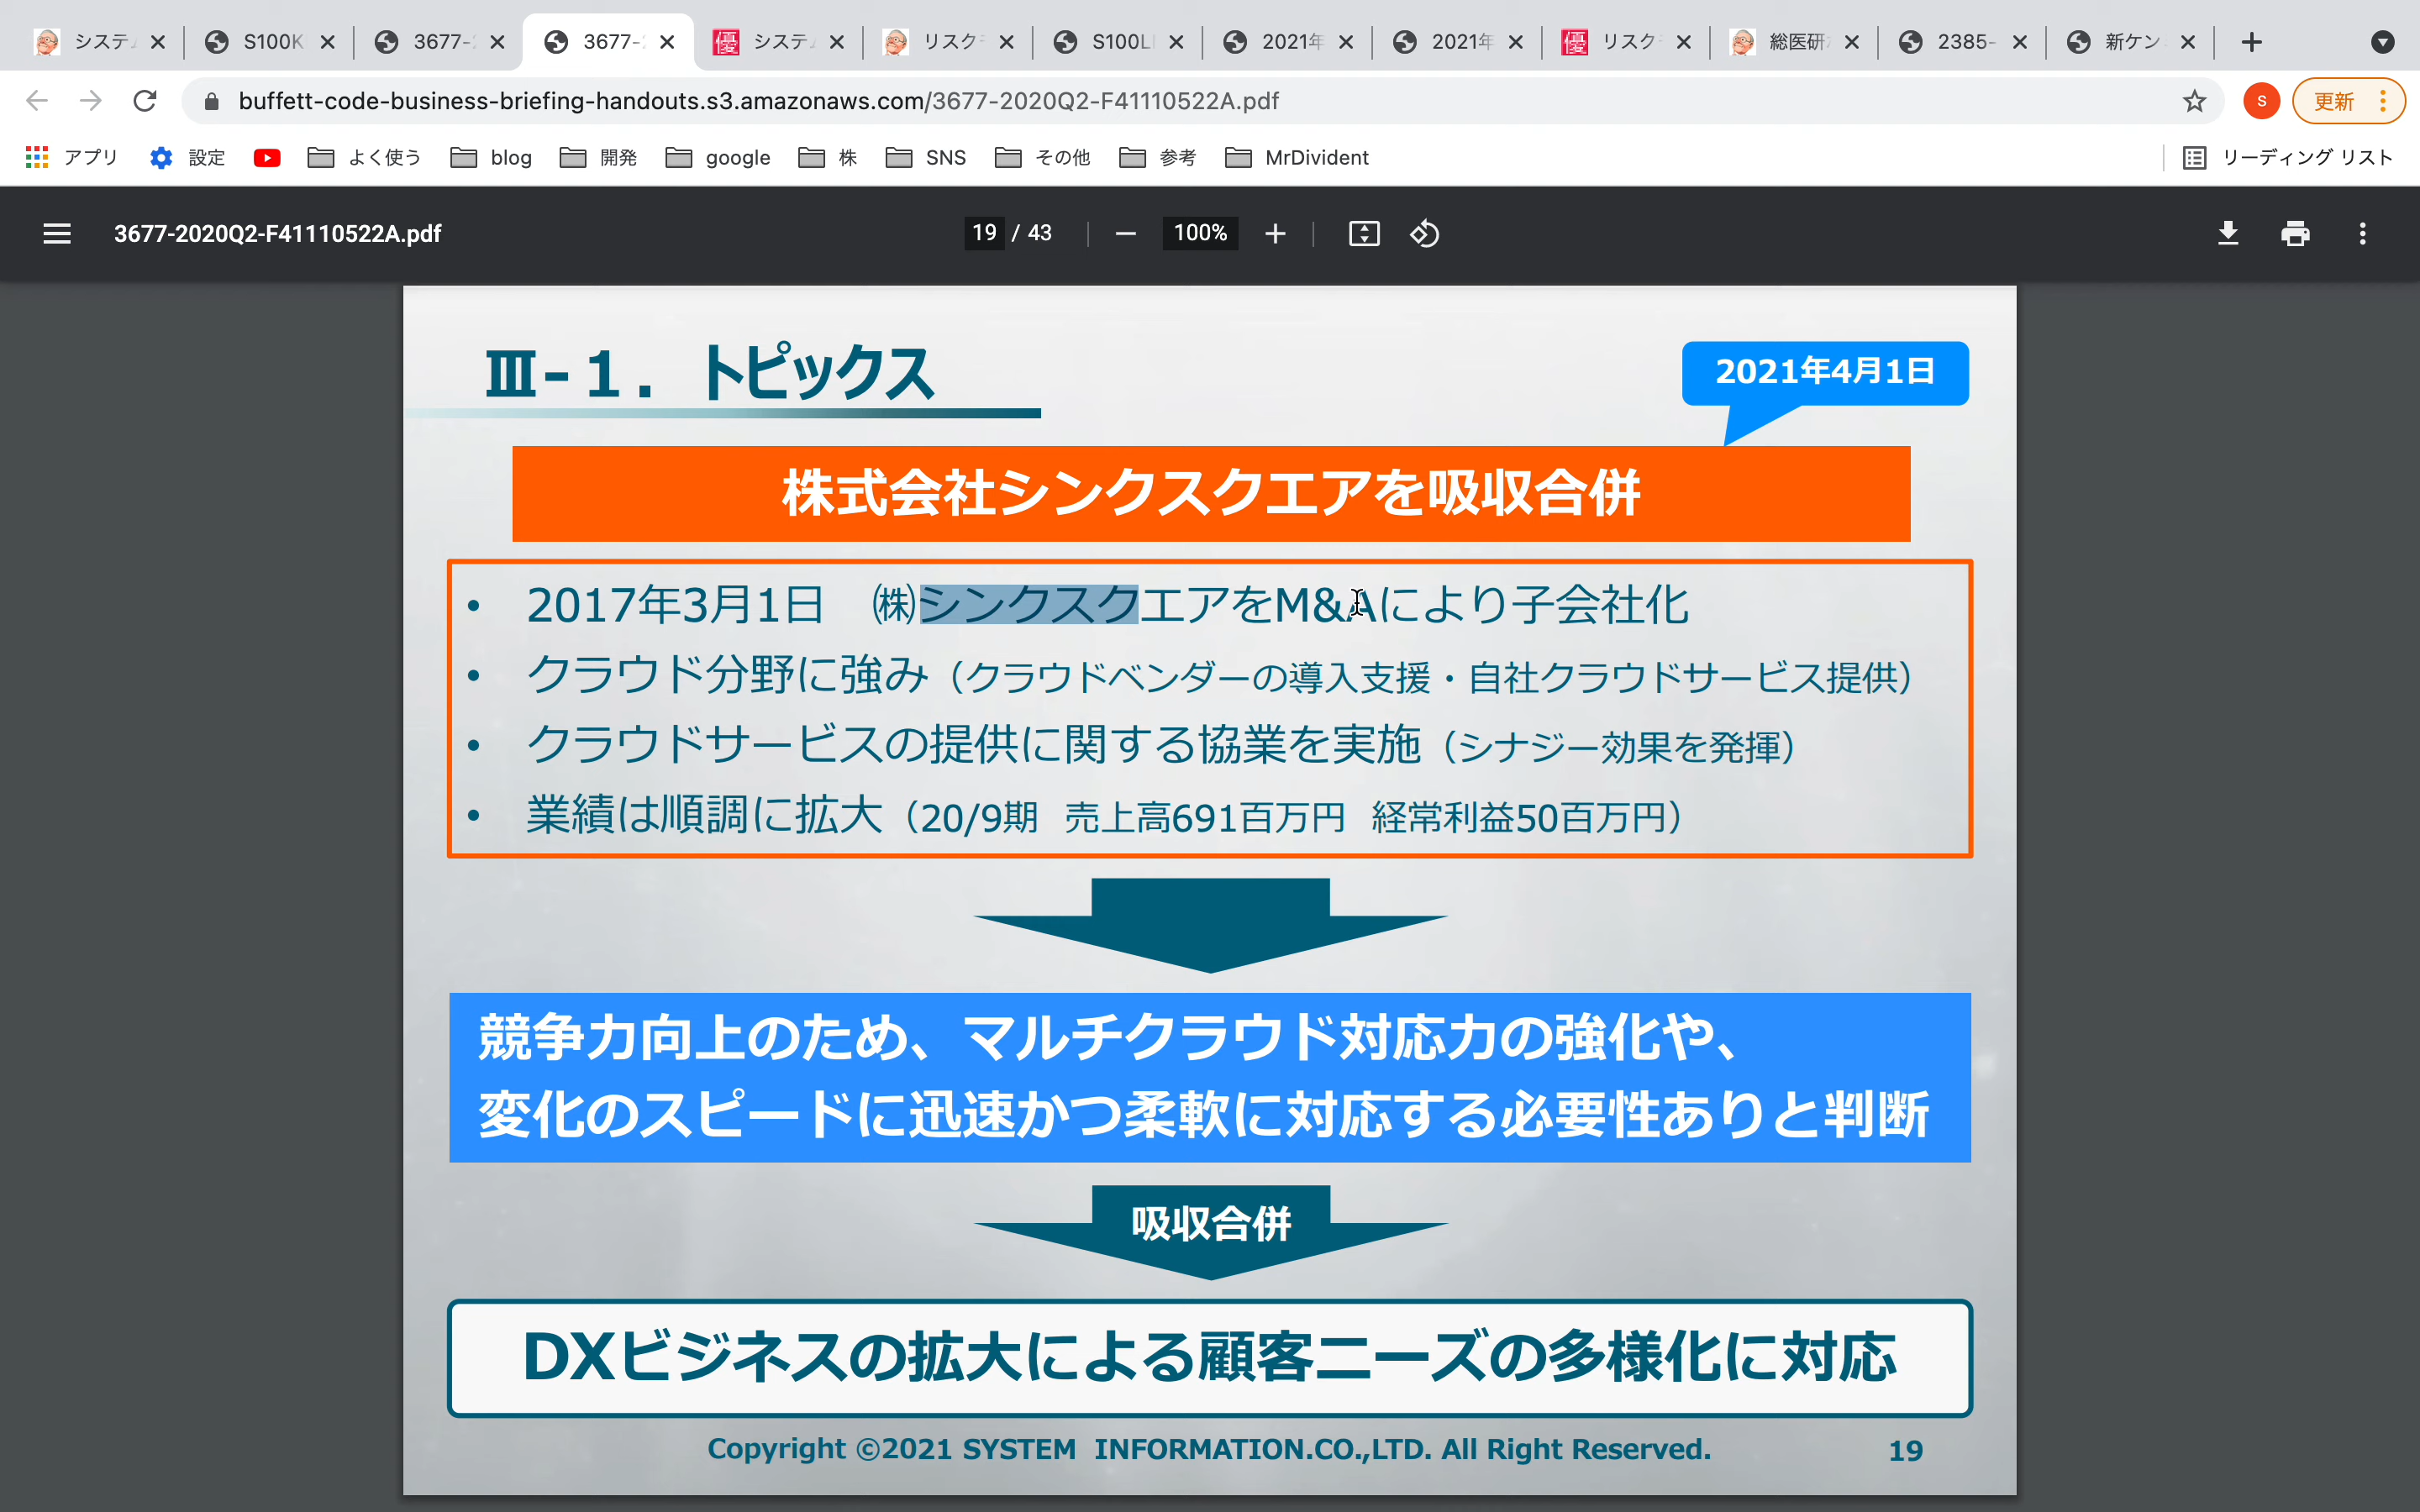 システ
S100K
3677-
3677-
システ
リスク
S100L
2021年
2021年
リスク
総医研
2385-
新ケン
buffett-code-business-briefing-handouts.s3.amazonaws.com/3677-2020Q2-F41110522A.pdf
S
更新
アプリ
設定
よく使う
blog
開発
google
株
SNS
その他
参考
MrDivident
リーディング リスト
3677-2020Q2-F41110522A.pdf
19 / 43
100%
Ⅲ-1．トピックス
2021年4月1日
株式会社シンクスクエアを吸収合併
• 2017年3月1日　㈱シンクスクエアをM&Aにより子会社化
• クラウド分野に強み（クラウドベンダーの導入支援・自社クラウドサービス提供）
• クラウドサービスの提供に関する協業を実施（シナジー効果を発揮）
• 業績は順調に拡大（20/9期 売上高691百万円 経常利益50百万円）
競争力向上のため、マルチクラウド対応力の強化や、
変化のスピードに迅速かつ柔軟に対応する必要性ありと判断
吸収合併
DXビジネスの拡大による顧客ニーズの多様化に対応
Copyright ©2021 SYSTEM INFORMATION.CO.,LTD. All Right Reserved.
19